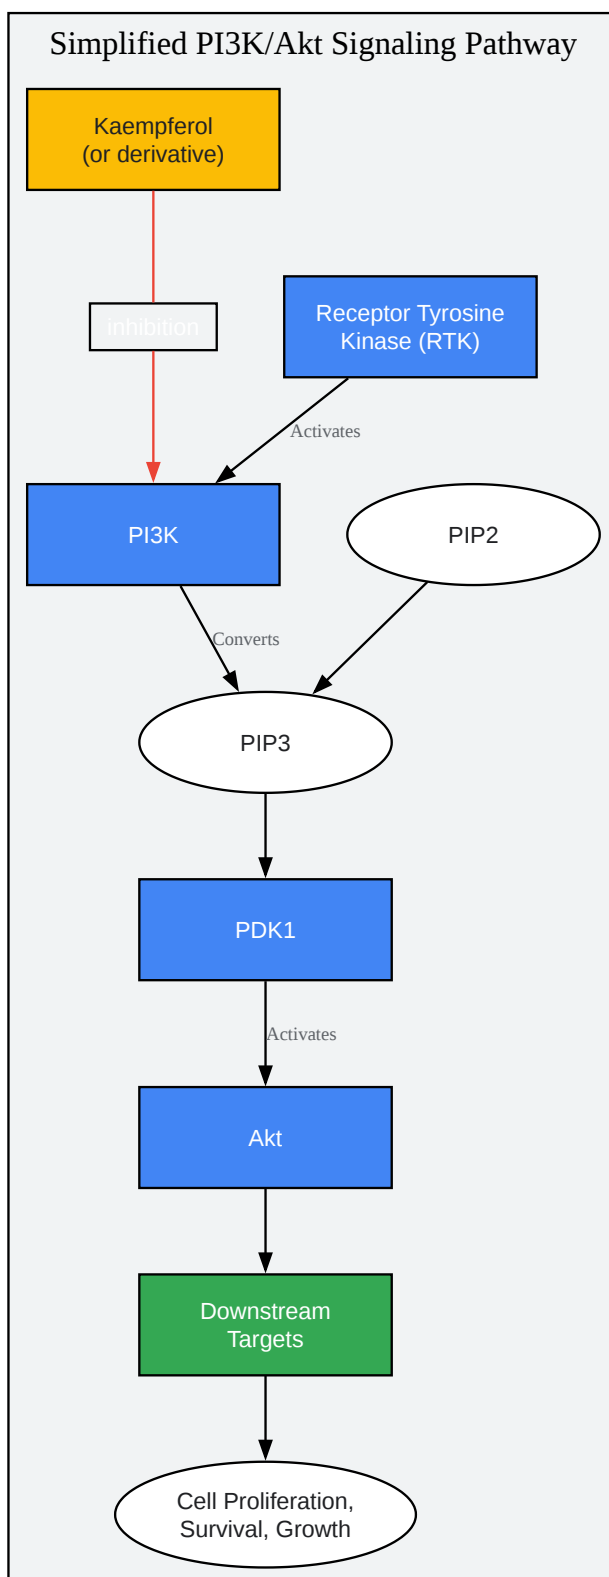 Simplified PI3K/Akt Signaling Pathway
Kaempferol
(or derivative)
inhibition
Receptor Tyrosine
Kinase (RTK)
Activates
PI3K
PIP2
Converts
PIP3
PDK1
Activates
Akt
Downstream
Targets
Cell Proliferation,
Survival, Growth